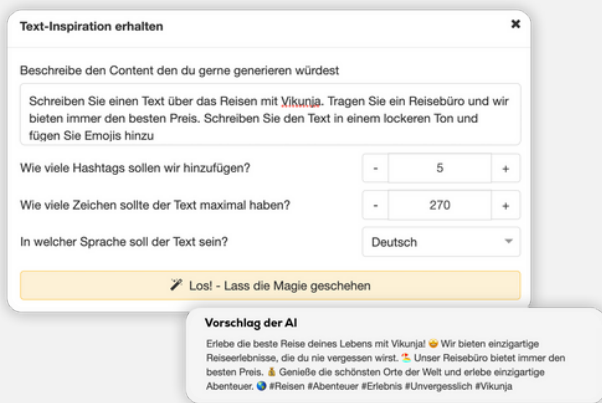 Text-Inspiration erhalten ✖
Beschreibe den Content den du gerne generieren würdest
Schreiben Sie einen Text über das Reisen mit Vikunja. Tragen Sie ein Reisebüro und wir
bieten immer den besten Preis. Schreiben Sie den Text in einem lockeren Ton und
fügen Sie Emojis hinzu
Wie viele Hashtags sollen wir hinzufügen? - 5 +
Wie viele Zeichen sollte der Text maximal haben? - 270 +
In welcher Sprache soll der Text sein? Deutsch
Los! - Lass die Magie geschehen
Vorschlag der AI
Erlebe die beste Reise deines Lebens mit Vikunja! 🤩 Wir bieten einzigartige
Reiseerlebnisse, die du nie vergessen wirst. 🏖️ Unser Reisebüro bietet immer den
besten Preis. 💰 Genieße die schönsten Orte der Welt und erlebe einzigartige
Abenteuer. 🌍 #Reisen #Abenteuer #Erlebnis #Unvergesslich #Vikunja